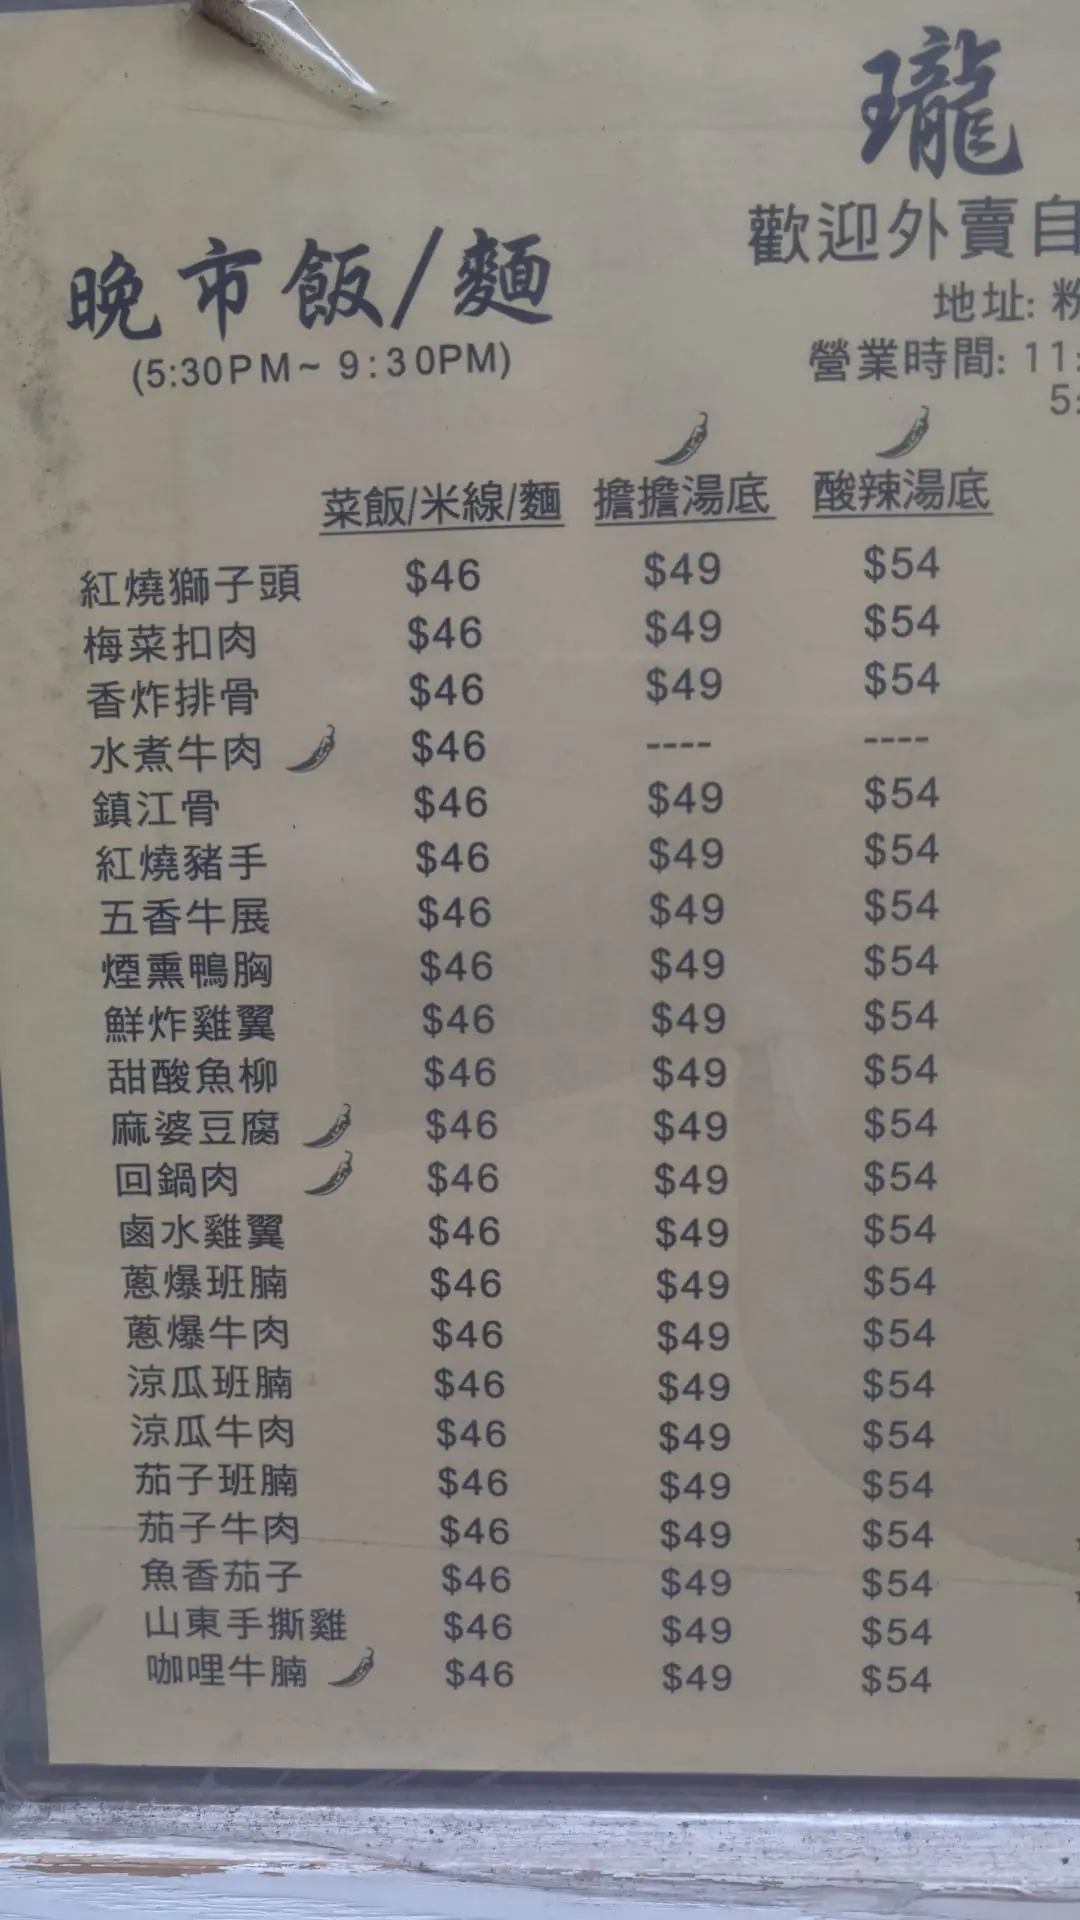 瓏
歡迎外賣自
地址: 粉
營業時間: 11:
5:
晚市飯/麵
(5:30PM~ 9:30PM)
菜飯/米線/麵 擔擔湯底 酸辣湯底
紅燒獅子頭 $46 $49 $54
梅菜扣肉 $46 $49 $54
香炸排骨 $46 $49 $54
水煮牛肉 $46 ---- ----
鎮江骨 $46 $49 $54
紅燒豬手 $46 $49 $54
五香牛展 $46 $49 $54
煙熏鴨胸 $46 $49 $54
鮮炸雞翼 $46 $49 $54
甜酸魚柳 $46 $49 $54
麻婆豆腐 $46 $49 $54
回鍋肉 $46 $49 $54
鹵水雞翼 $46 $49 $54
蔥爆班腩 $46 $49 $54
蔥爆牛肉 $46 $49 $54
涼瓜班腩 $46 $49 $54
涼瓜牛肉 $46 $49 $54
茄子班腩 $46 $49 $54
茄子牛肉 $46 $49 $54
魚香茄子 $46 $49 $54
山東手撕雞 $46 $49 $54
咖哩牛腩 $46 $49 $54